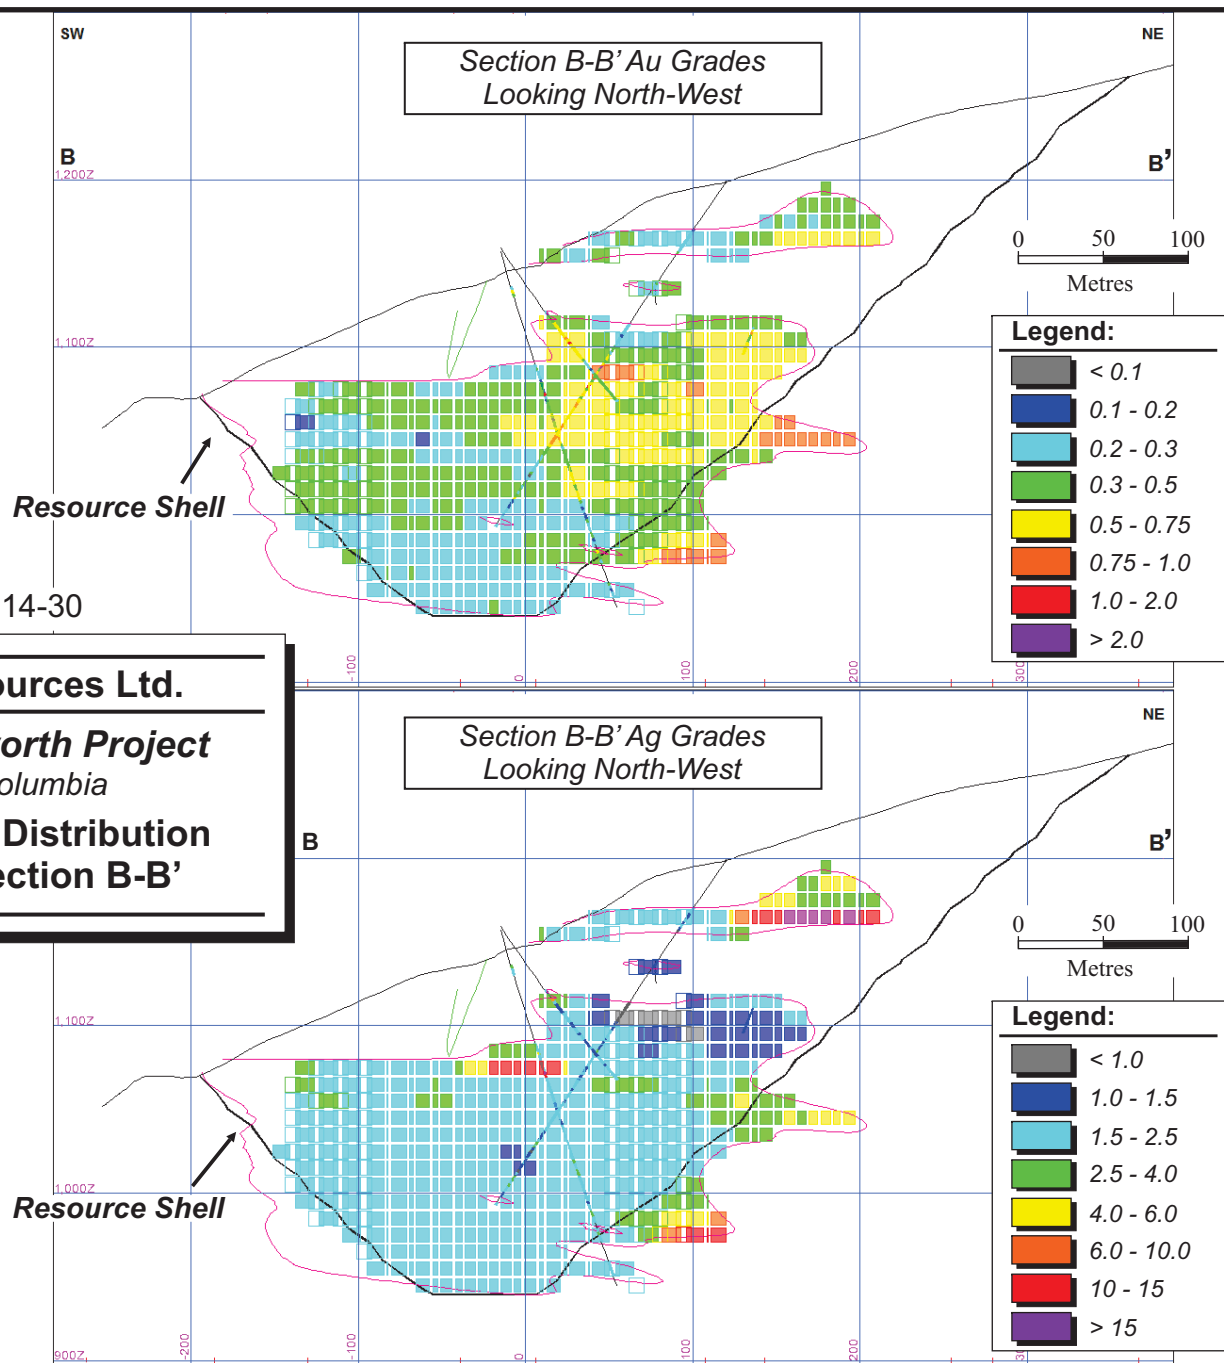 SW
NE
Section B-B' Au Grades
Looking North-West
B
B'
1,200Z
0 50 100
Metres
Legend:
< 0.1
0.1 - 0.2
0.2 - 0.3
0.3 - 0.5
0.5 - 0.75
0.75 - 1.0
1.0 - 2.0
> 2.0
1,100Z
Resource Shell
14-30
-100
0
100
200
300
ources Ltd.
orth Project
olumbia
Distribution
ection B-B'
NE
Section B-B' Ag Grades
Looking North-West
B
B'
0 50 100
Metres
Legend:
< 1.0
1.0 - 1.5
1.5 - 2.5
2.5 - 4.0
4.0 - 6.0
6.0 - 10.0
10 - 15
> 15
1,100Z
1,000Z
Resource Shell
900Z
-200
-100
0
100
200